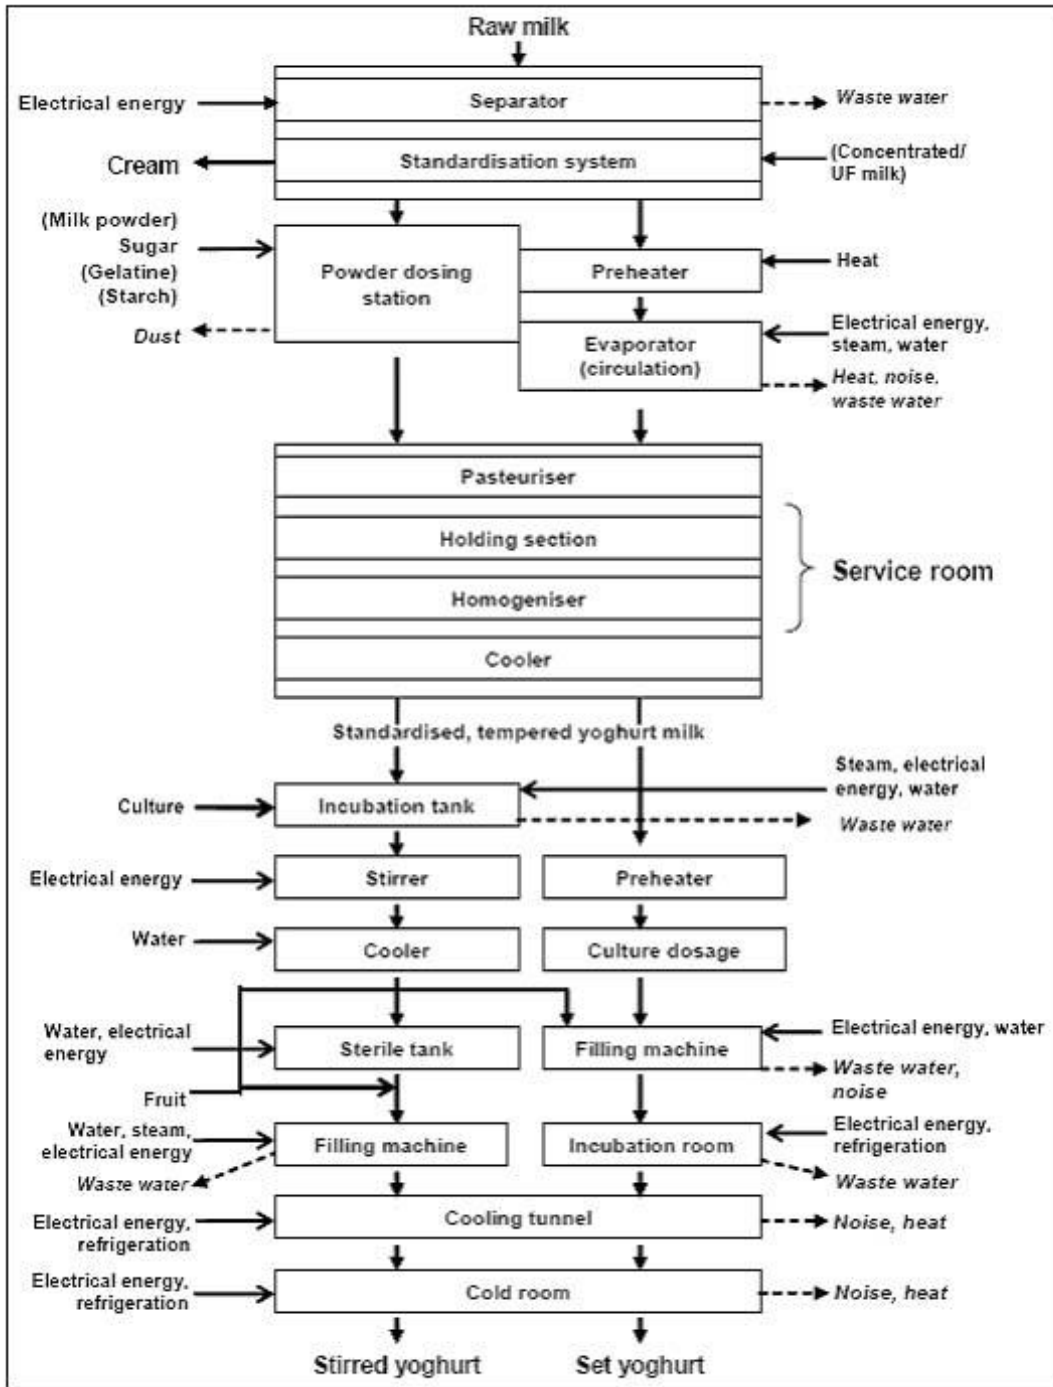 Raw milk
Electrical energy
Separator
Waste water
Cream
Standardisation system
(Concentrated/
UF milk)
(Milk powder)
Sugar
(Gelatine)
(Starch)
Dust
Powder dosing
station
Preheater
Heat
Evaporator
(circulation)
Electrical energy,
steam, water
Heat, noise,
waste water
Pasteuriser
Holding section
Homogeniser
Cooler
Service room
Standardised, tempered yoghurt milk
Culture
Incubation tank
Steam, electrical
energy, water
Waste water
Electrical energy
Stirrer
Preheater
Water
Cooler
Culture dosage
Water, electrical
energy
Sterile tank
Filling machine
Electrical energy, water
Waste water,
noise
Fruit
Water, steam,
electrical energy
Waste water
Filling machine
Incubation room
Electrical energy,
refrigeration
Waste water
Electrical energy,
refrigeration
Cooling tunnel
Noise, heat
Electrical energy,
refrigeration
Cold room
Noise, heat
Stirred yoghurt
Set yoghurt